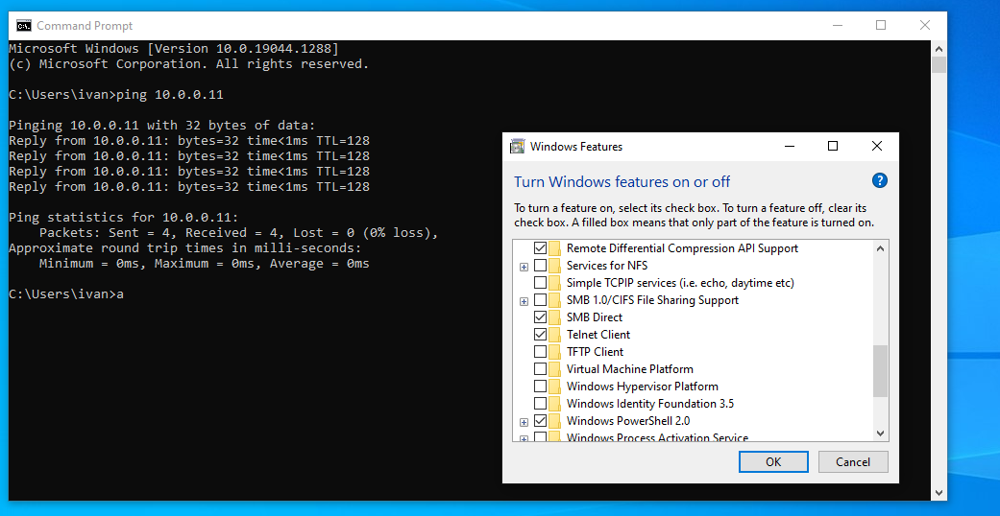 Command Prompt
Microsoft Windows [Version 10.0.19044.1288]
(c) Microsoft Corporation. All rights reserved.
C:\Users\ivan>ping 10.0.0.11
Pinging 10.0.0.11 with 32 bytes of data:
Reply from 10.0.0.11: bytes=32 time<1ms TTL=128
Reply from 10.0.0.11: bytes=32 time<1ms TTL=128
Reply from 10.0.0.11: bytes=32 time<1ms TTL=128
Reply from 10.0.0.11: bytes=32 time<1ms TTL=128
Ping statistics for 10.0.0.11:
Packets: Sent = 4, Received = 4, Lost = 0 (0% loss),
Approximate round trip times in milli-seconds:
Minimum = 0ms, Maximum = 0ms, Average = 0ms
C:\Users\ivan>a
Windows Features
Turn Windows features on or off
To turn a feature on, select its check box. To turn a feature off, clear its
check box. A filled box means that only part of the feature is turned on.
Remote Differential Compression API Support
Services for NFS
Simple TCPIP services (i.e. echo, daytime etc)
SMB 1.0/CIFS File Sharing Support
SMB Direct
Telnet Client
TFTP Client
Virtual Machine Platform
Windows Hypervisor Platform
Windows Identity Foundation 3.5
Windows PowerShell 2.0
Windows Process Activation Service
OK
Cancel